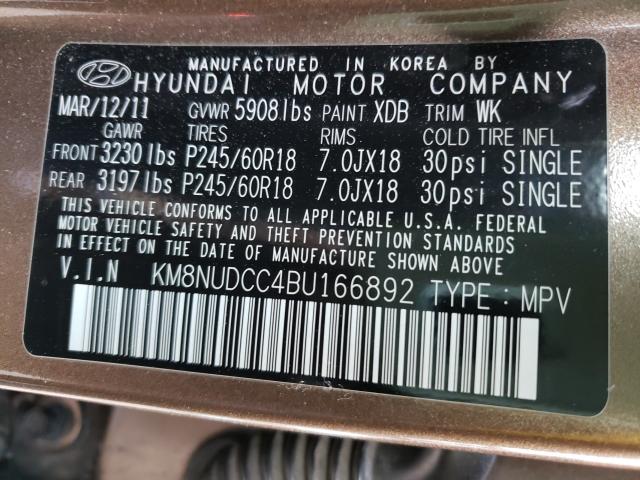 MANUFACTURED IN KOREA BY
HYUNDAI MOTOR COMPANY
MAR/12/11 GVWR 5908lbs PAINT XDB TRIM WK
GAWR TIRES RIMS COLD TIRE INFL
FRONT 3230lbs P245/60R18 7.0JX18 30psi SINGLE
REAR 3197lbs P245/60R18 7.0JX18 30psi SINGLE
THIS VEHICLE CONFORMS TO ALL APPLICABLE U.S.A. FEDERAL
MOTOR VEHICLE SAFETY AND THEFT PREVENTION STANDARDS
IN EFFECT ON THE DATE OF MANUFACTURE SHOWN ABOVE.
V.I.N KM8NUDCC4BU166892 TYPE : MPV